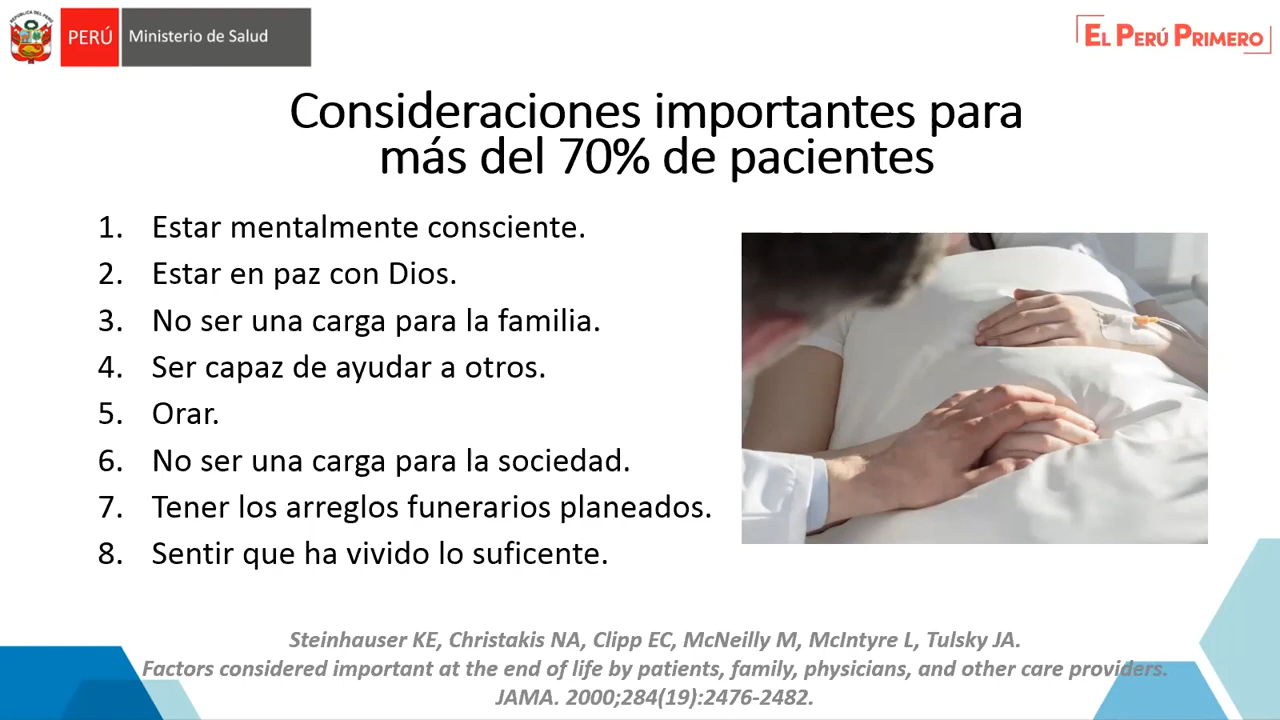 REPÚBLICA DEL PERÚ
PERÚ
Ministerio de Salud
EL PERÚ PRIMERO
Consideraciones importantes para
más del 70% de pacientes
1. Estar mentalmente consciente.
2. Estar en paz con Dios.
3. No ser una carga para la familia.
4. Ser capaz de ayudar a otros.
5. Orar.
6. No ser una carga para la sociedad.
7. Tener los arreglos funerarios planeados.
8. Sentir que ha vivido lo suficente.
Steinhauser KE, Christakis NA, Clipp EC, McNeilly M, McIntyre L, Tulsky JA.
Factors considered important at the end of life by patients, family, physicians, and other care providers.
JAMA. 2000;284(19):2476-2482.